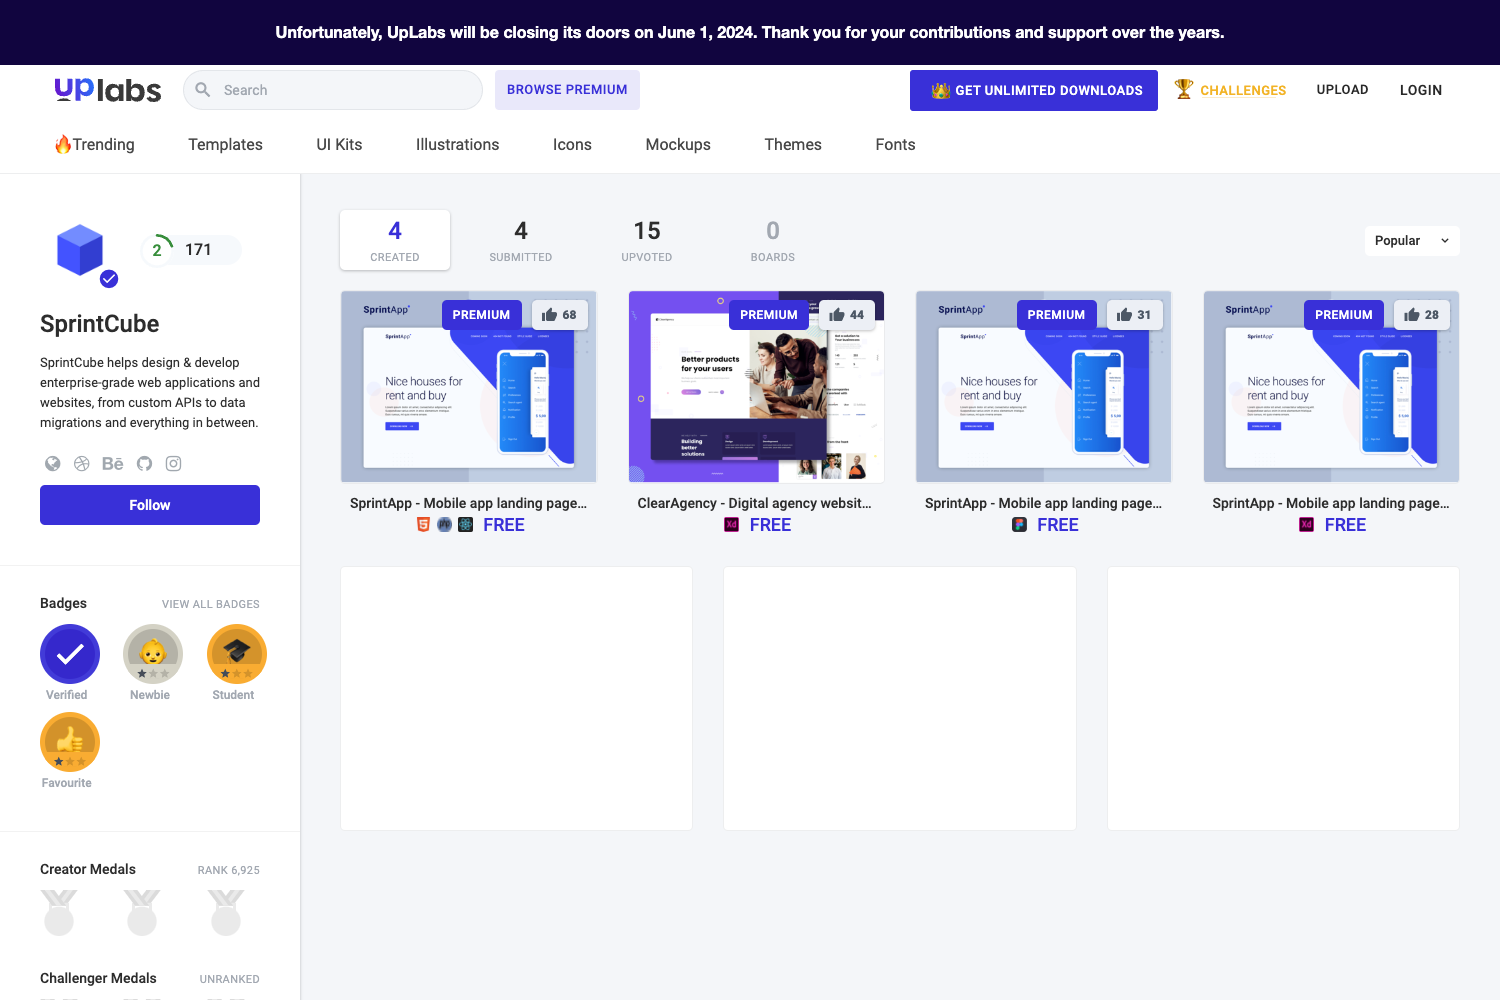 Unfortunately, UpLabs will be closing its doors on June 1, 2024. Thank you for your contributions and support over the years.
uplabs
Search
BROWSE PREMIUM
GET UNLIMITED DOWNLOADS
CHALLENGES
UPLOAD
LOGIN
Trending
Templates
UI Kits
Illustrations
Icons
Mockups
Themes
Fonts
2
171
SprintCube
SprintCube helps design & develop
enterprise-grade web applications and
websites, from custom APIs to data
migrations and everything in between.
Bē
Follow
Badges
VIEW ALL BADGES
Verified
Newbie
Student
Favourite
Creator Medals
RANK 6,925
Challenger Medals
UNRANKED
4
CREATED
4
SUBMITTED
15
UPVOTED
0
BOARDS
Popular
SprintApp
PREMIUM
68
SprintApp
Nice houses for
rent and buy
SprintApp - Mobile app landing page...
FREE
PREMIUM
44
Better products
for your users
Building
better
solutions
ClearAgency - Digital agency websit...
Xd
FREE
SprintApp
PREMIUM
31
SprintApp
Nice houses for
rent and buy
SprintApp - Mobile app landing page...
FREE
SprintApp
PREMIUM
28
SprintApp
Nice houses for
rent and buy
SprintApp - Mobile app landing page...
Xd
FREE